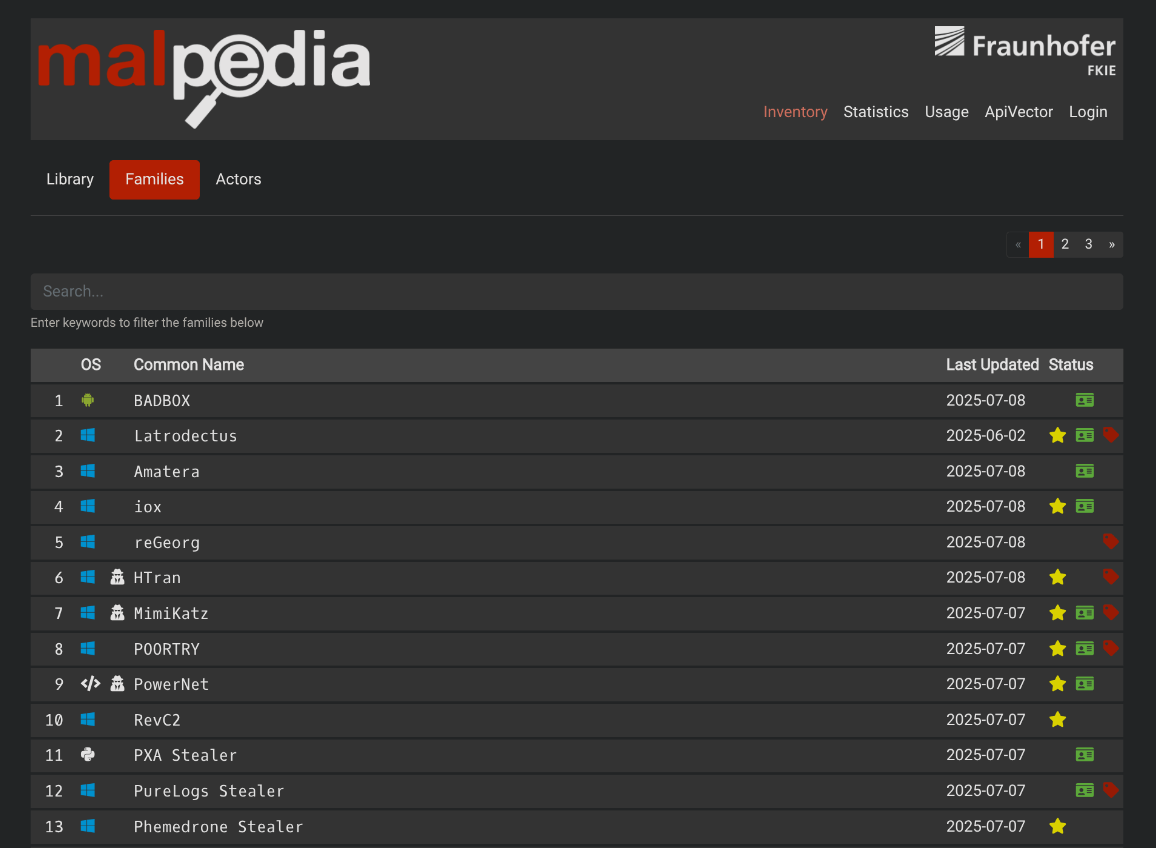 malpedia
Fraunhofer
FKIE
Inventory Statistics Usage ApiVector Login
Library Families Actors
« 1 2 3 »
Search...
Enter keywords to filter the families below
OS Common Name Last Updated Status
1 BADBOX 2025-07-08
2 Latrodectus 2025-06-02
3 Amatera 2025-07-08
4 iox 2025-07-08
5 reGeorg 2025-07-08
6 HTran 2025-07-08
7 MimiKatz 2025-07-07
8 POORTRY 2025-07-07
9 PowerNet 2025-07-07
10 RevC2 2025-07-07
11 PXA Stealer 2025-07-07
12 PureLogs Stealer 2025-07-07
13 Phemedrone Stealer 2025-07-07